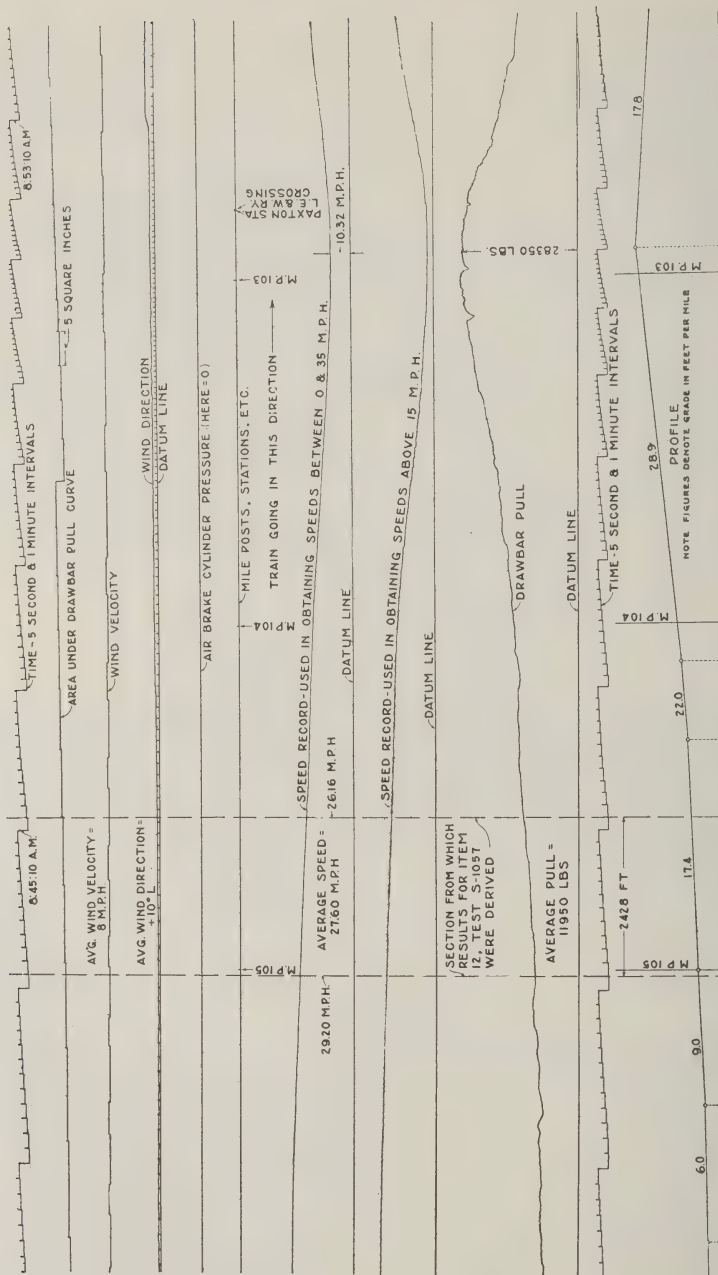 8:45:10 A.M.
TIME - 5 SECOND & 1 MINUTE INTERVALS
8:53:10 A.M.
AREA UNDER DRAWBAR PULL CURVE
5 SQUARE INCHES
AV'G. WIND VELOCITY =
8 M.P.H.
WIND VELOCITY
AVG. WIND DIRECTION =
+10° L
WIND DIRECTION
DATUM LINE
AIR BRAKE CYLINDER PRESSURE (HERE = 0)
MILE POSTS, STATIONS, ETC.
M.P. 105
M.P. 104
M.P. 103
PAXTON STA.
L.E. & W. RY.
CROSSING
TRAIN GOING IN THIS DIRECTION
SPEED RECORD - USED IN OBTAINING SPEEDS BETWEEN 0 & 35 M.P.H.
29.20 M.P.H.
AVERAGE SPEED =
27.60 M.P.H
26.16 M.P.H
10.32 M.P.H.
DATUM LINE
SPEED RECORD - USED IN OBTAINING SPEEDS ABOVE 15 M.P.H.
DATUM LINE
SECTION FROM WHICH
RESULTS FOR ITEM
12, TEST S-1057
WERE DERIVED
DRAWBAR PULL
28350 LBS.
AVERAGE PULL =
11950 LBS
DATUM LINE
TIME - 5 SECOND & 1 MINUTE INTERVALS
2428 FT
M.P. 105
M.P. 104
M.P. 103
6.0
9.0
17.4
22.0
28.9
17.8
PROFILE
NOTE FIGURES DENOTE GRADE IN FEET PER MILE